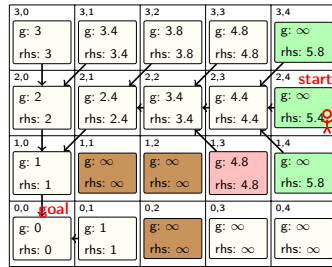 3,0 3,1 3,2 3,3 3,4
g: 3 g: 3.4 g: 3.8 g: 4.8 g: ∞
rhs: 3 rhs: 3.4 rhs: 3.8 rhs: 4.8 rhs: 5.8
2,0 2,1 2,2 2,3 2,4 start
g: 2 g: 2.4 g: 3.4 g: 4.4 g: ∞
rhs: 2 rhs: 2.4 rhs: 3.4 rhs: 4.4 rhs: 5.4
1,0 1,1 1,2 1,3 1,4
g: 1 g: ∞ g: ∞ g: 4.8 g: ∞
rhs: 1 rhs: ∞ rhs: ∞ rhs: 4.8 rhs: 5.8
0,0 goal 0,1 0,2 0,3 0,4
g: 0 g: 1 g: ∞ g: ∞ g: ∞
rhs: 0 rhs: 1 rhs: ∞ rhs: ∞ rhs: ∞